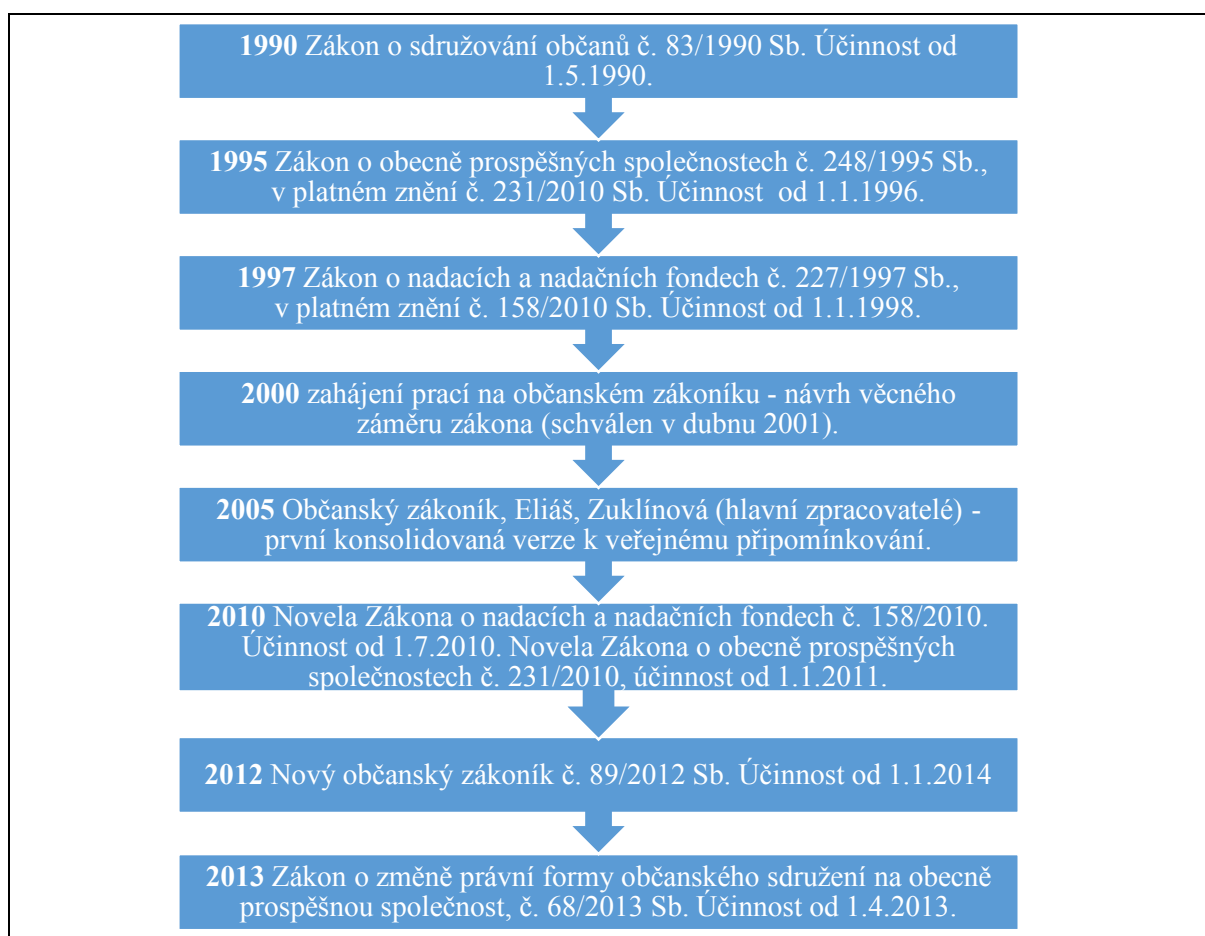 1990 Zákon o sdružování občanů č. 83/1990 Sb. Účinnost od
1.5.1990.
1995 Zákon o obecně prospěšných společnostech č. 248/1995 Sb.,
v platném znění č. 231/2010 Sb. Účinnost od 1.1.1996.
1997 Zákon o nadacích a nadačních fondech č. 227/1997 Sb.,
v platném znění č. 158/2010 Sb. Účinnost od 1.1.1998.
2000 zahájení prací na občanském zákoníku - návrh věcného
záměru zákona (schválen v dubnu 2001).
2005 Občanský zákoník, Eliáš, Zuklínová (hlavní zpracovatelé) -
první konsolidovaná verze k veřejnému připomínkování.
2010 Novela Zákona o nadacích a nadačních fondech č. 158/2010.
Účinnost od 1.7.2010. Novela Zákona o obecně prospěšných
společnostech č. 231/2010, účinnost od 1.1.2011.
2012 Nový občanský zákoník č. 89/2012 Sb. Účinnost od 1.1.2014
2013 Zákon o změně právní formy občanského sdružení na obecně
prospěšnou společnost, č. 68/2013 Sb. Účinnost od 1.4.2013.